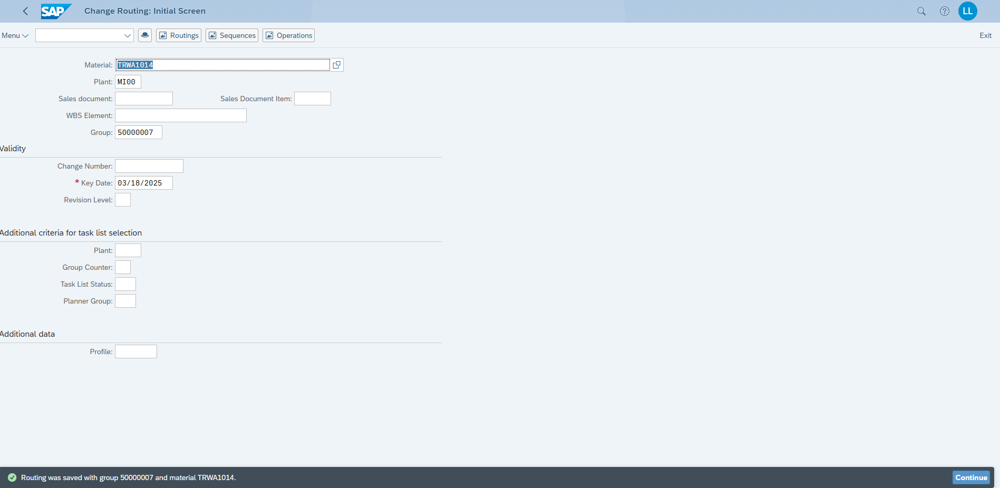 SAP Change Routing: Initial Screen LL
Menu Routings Sequences Operations Exit
Material: TRWA1014
Plant: MI00
Sales document: Sales Document Item:
WBS Element:
Group: 50000007
Validity
Change Number:
* Key Date: 03/18/2025
Revision Level:
Additional criteria for task list selection
Plant:
Group Counter:
Task List Status:
Planner Group:
Additional data
Profile:
Routing was saved with group 50000007 and material TRWA1014. Continue